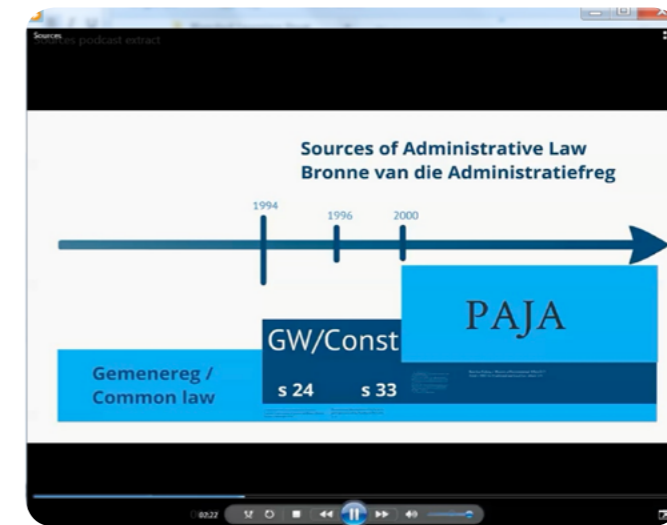 Sources
Sources podcast extract
Sources of Administrative Law
Bronne van die Administratiefreg
1994
1996
2000
PAJA
GW/Const
s 24 s 33
Gemenereg /
Common law
02:22